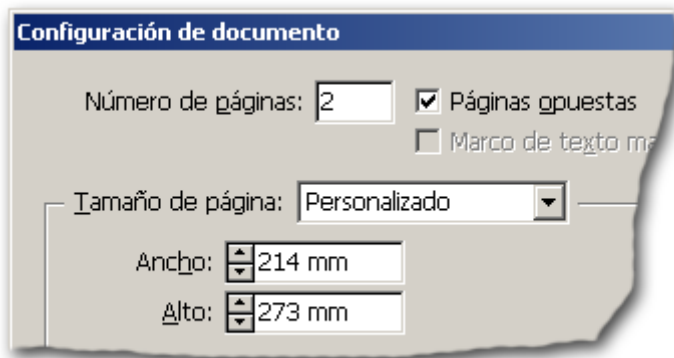 Configuración de documento
Número de páginas: 2 Páginas opuestas
Marco de texto
Tamaño de página: Personalizado
Ancho: 214 mm
Alto: 273 mm